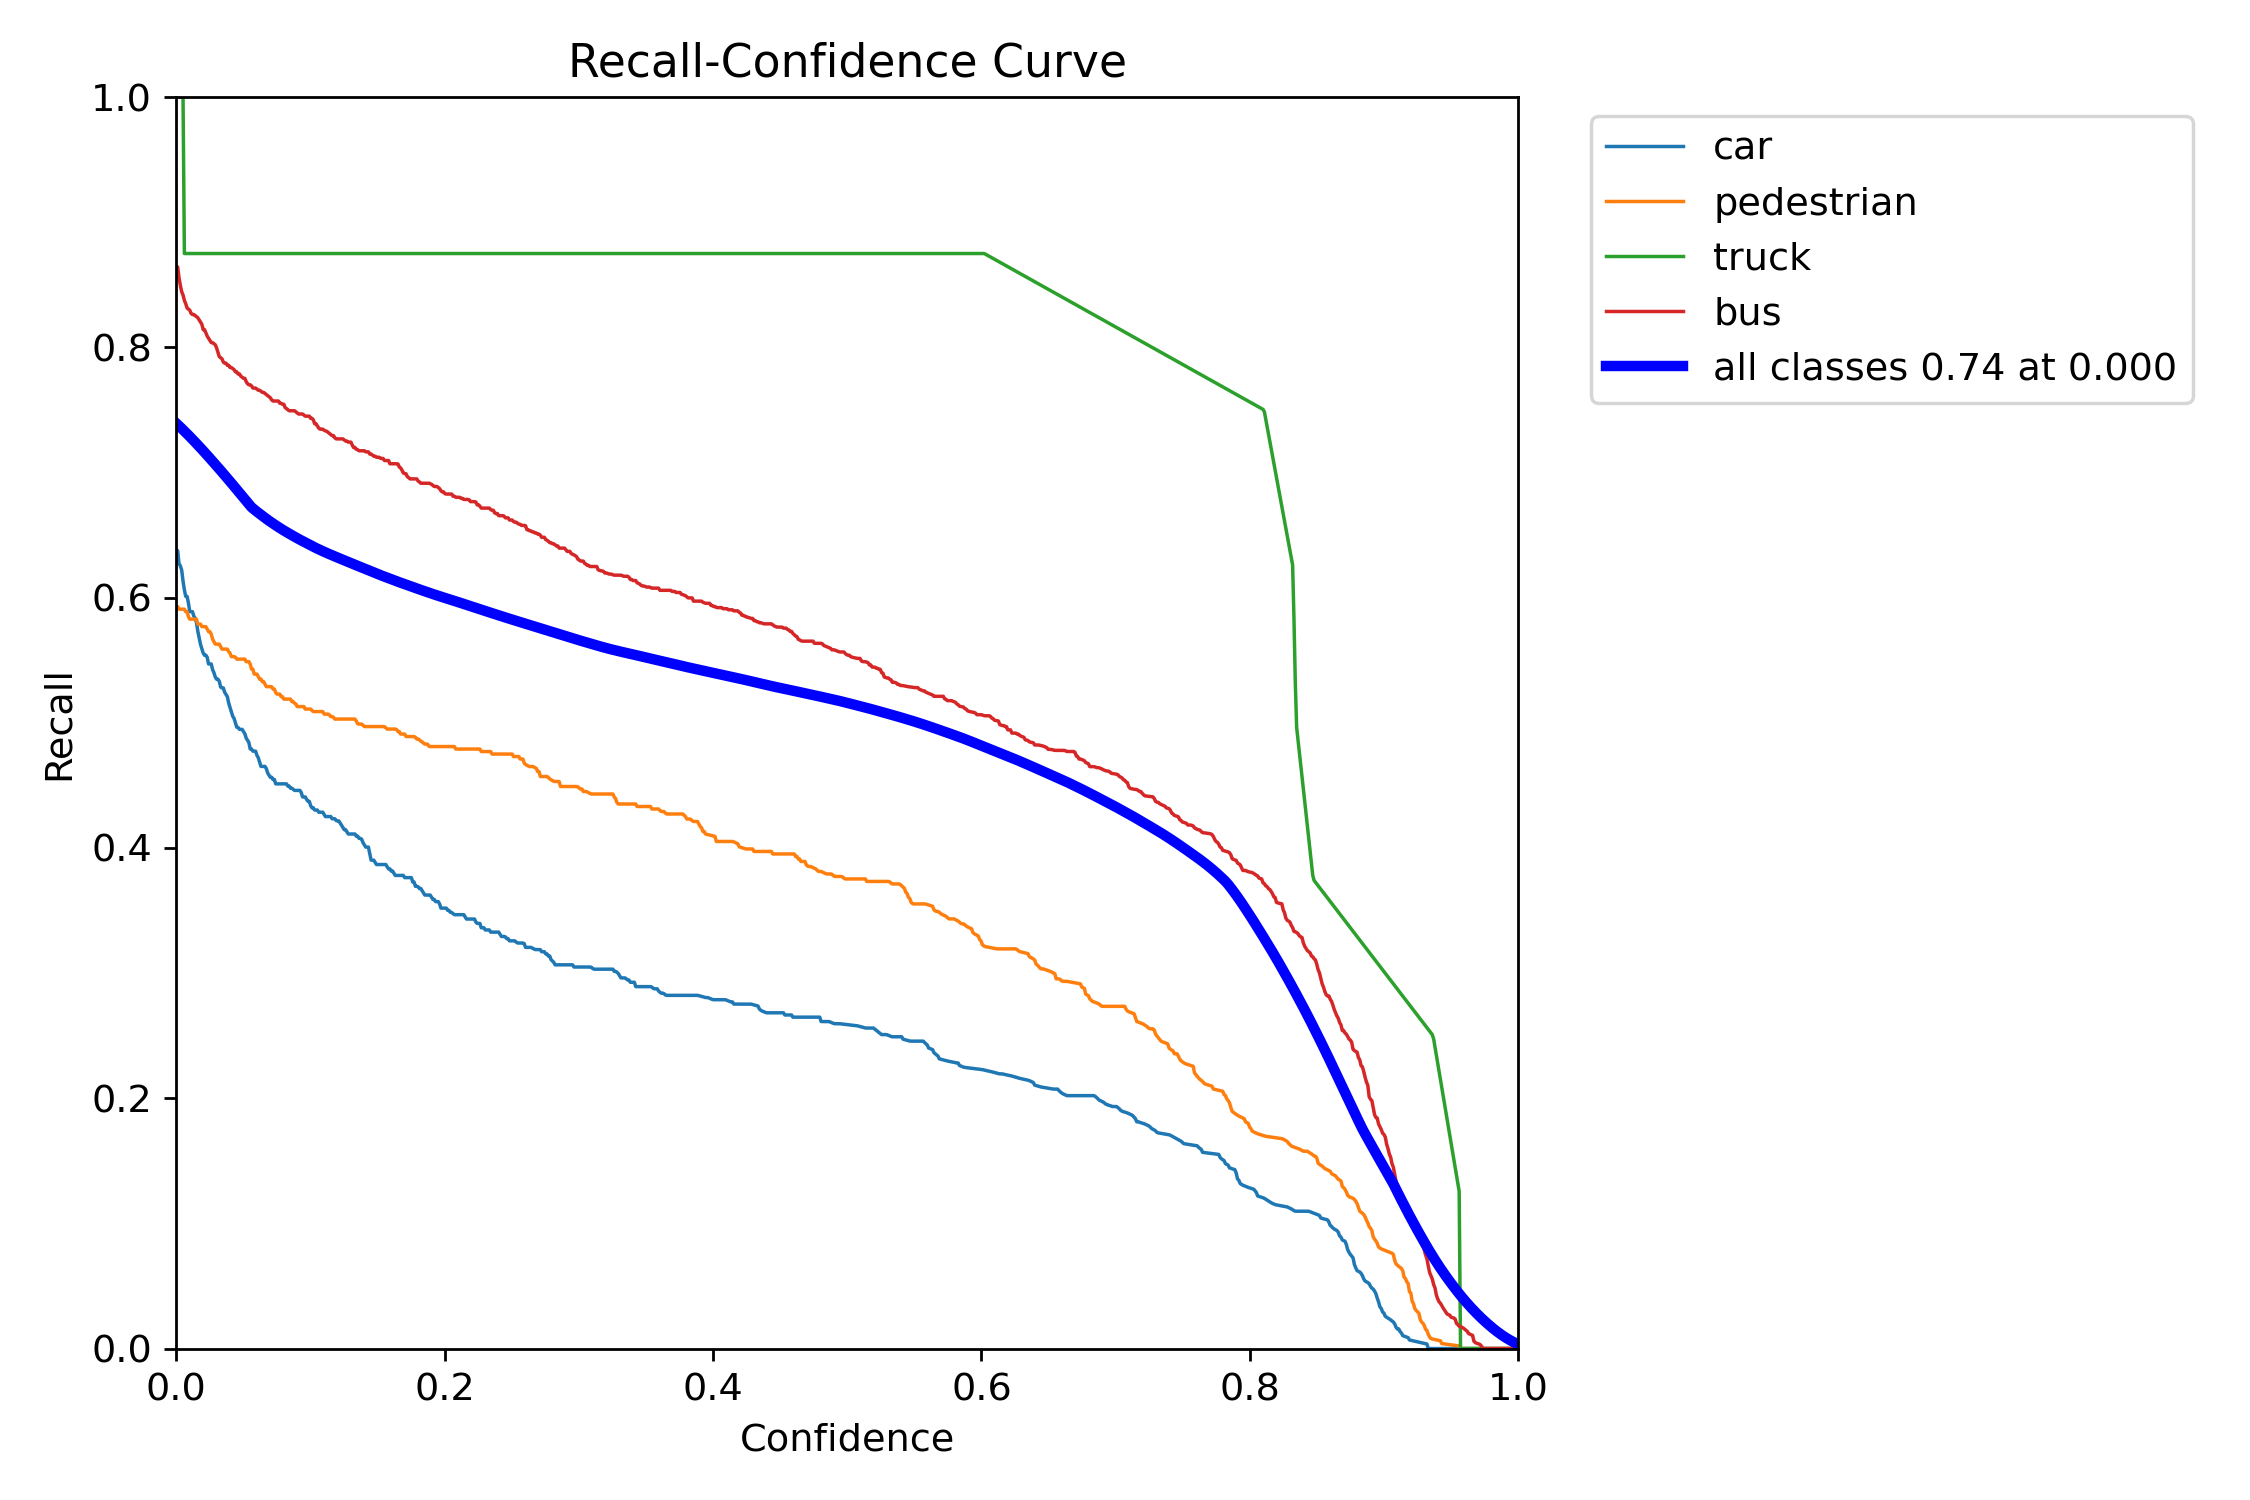 Recall-Confidence Curve
1.0
0.8
0.6
0.4
0.2
0.0
Recall
0.0 0.2 0.4 0.6 0.8 1.0
Confidence
car
pedestrian
truck
bus
all classes 0.74 at 0.000